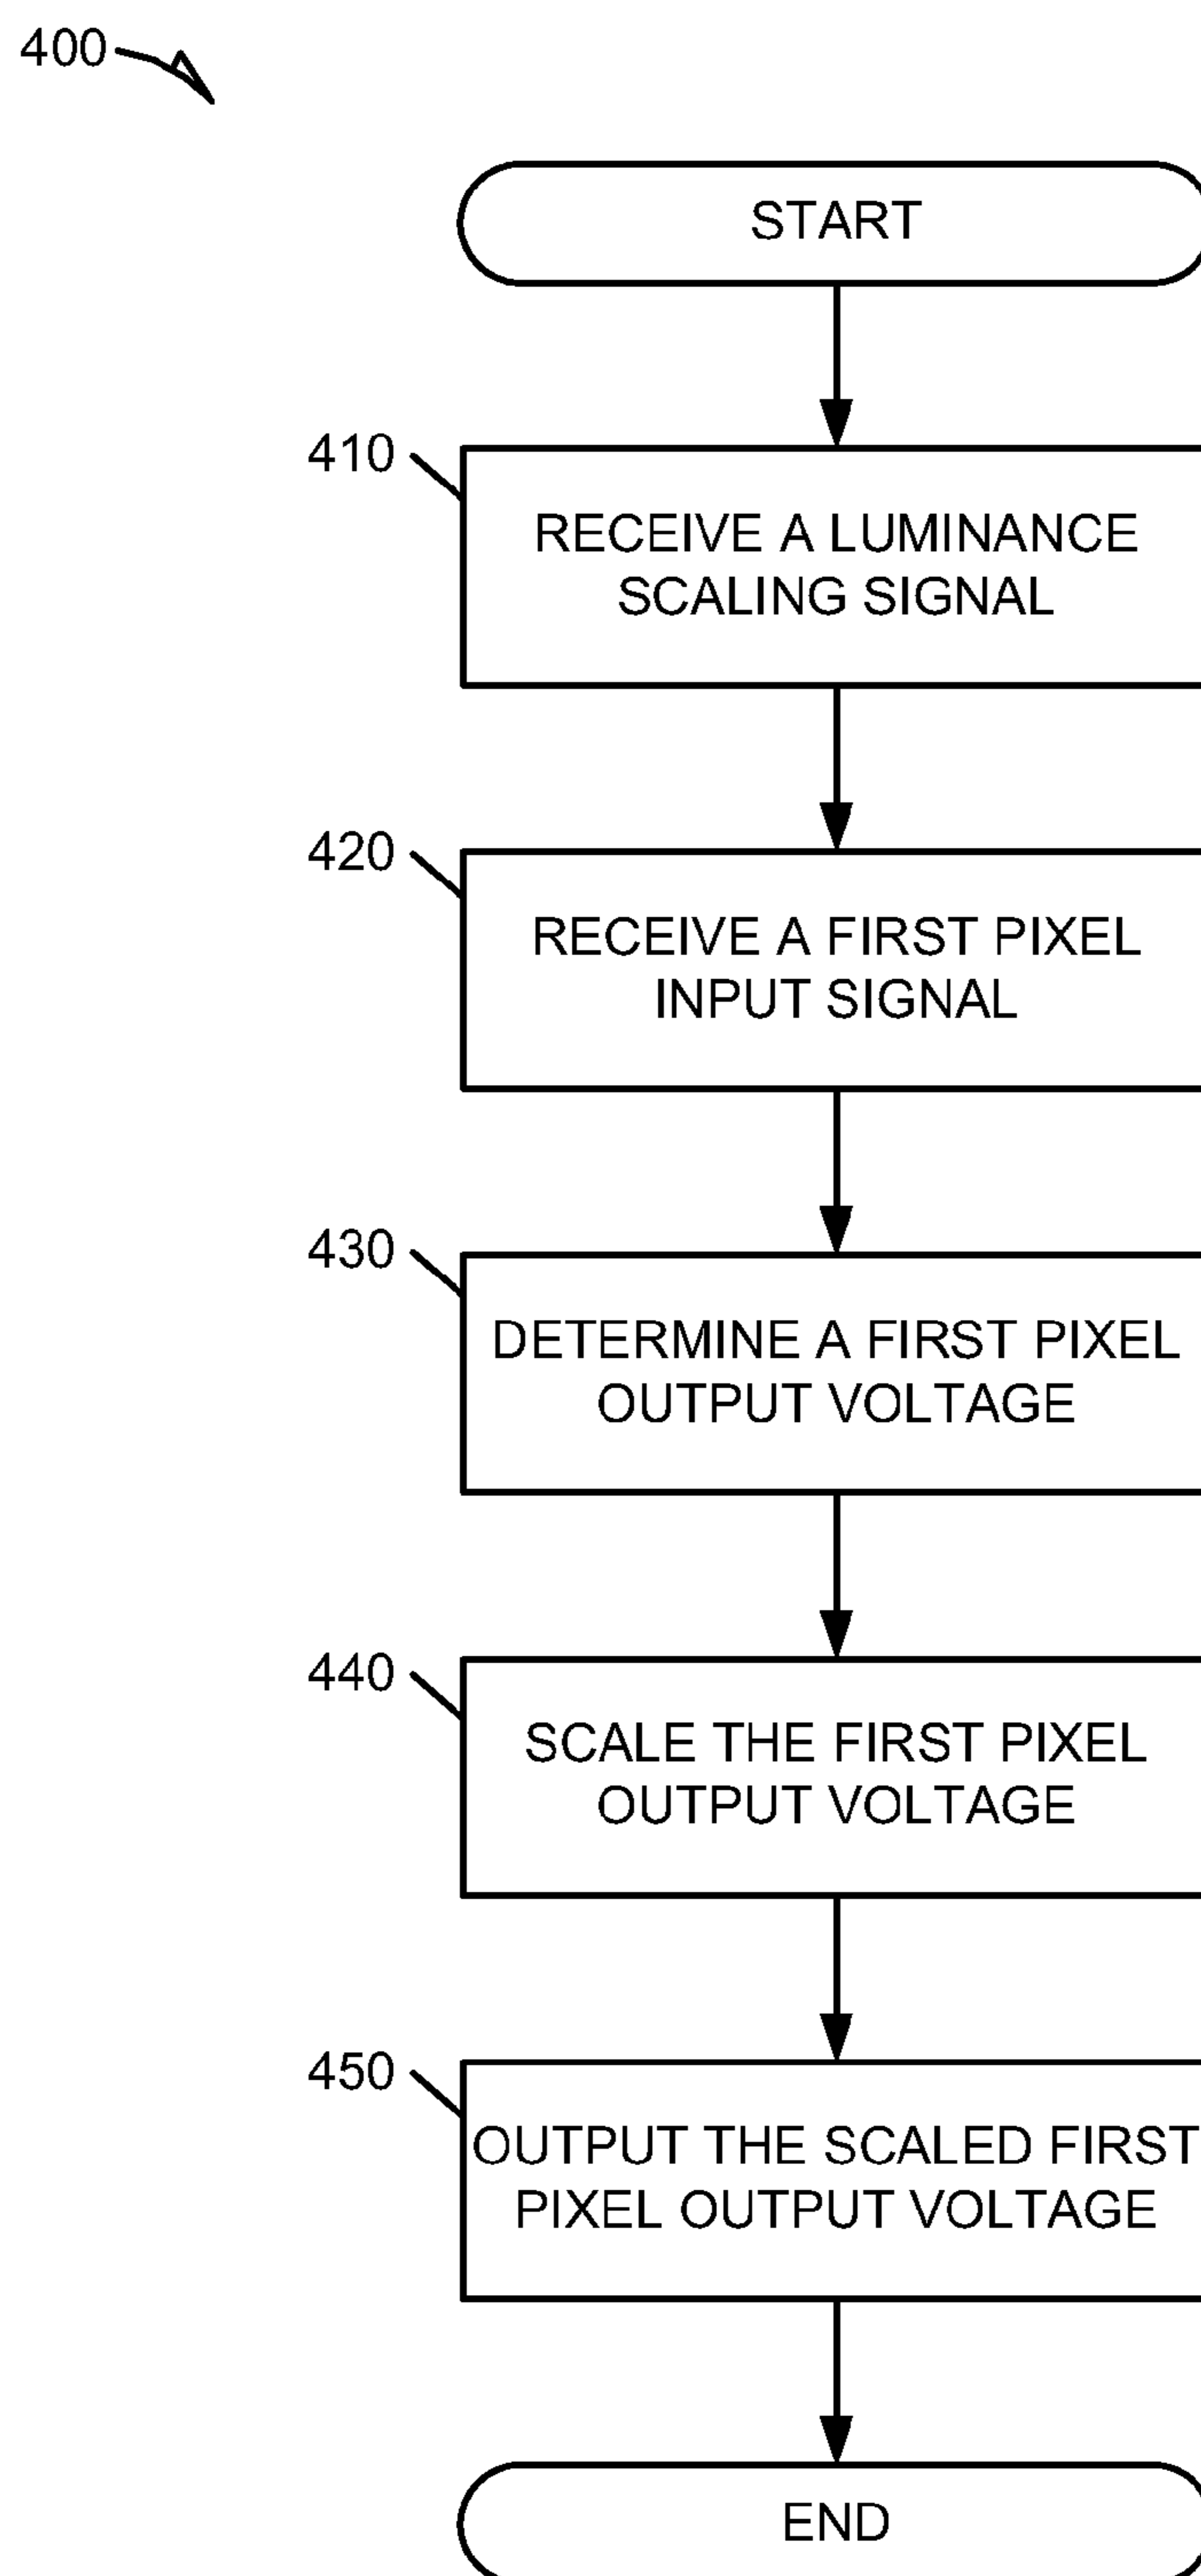 400
START
410
RECEIVE A LUMINANCE
SCALING SIGNAL
420
RECEIVE A FIRST PIXEL
INPUT SIGNAL
430
DETERMINE A FIRST PIXEL
OUTPUT VOLTAGE
440
SCALE THE FIRST PIXEL
OUTPUT VOLTAGE
450
OUTPUT THE SCALED FIRST
PIXEL OUTPUT VOLTAGE
END